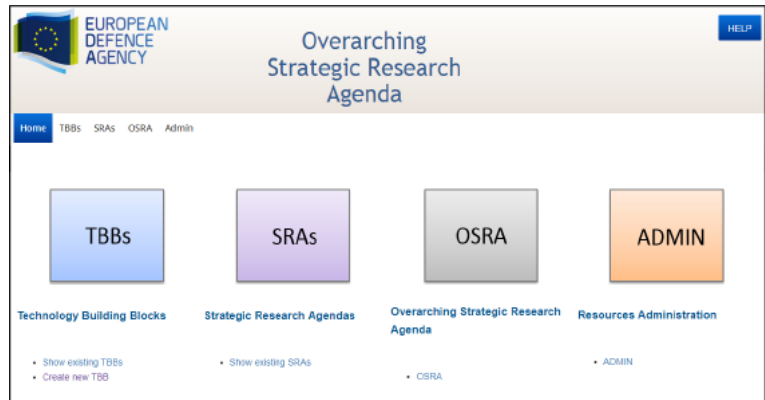 EUROPEAN
DEFENCE
AGENCY
Overarching
Strategic Research
Agenda
HELP
Home TBBs SRAs OSRA Admin
TBBs
SRAs
OSRA
ADMIN
Technology Building Blocks
Strategic Research Agendas
Overarching Strategic Research
Agenda
Resources Administration
Show existing TBBs
Create new TBB
Show existing SRAs
OSRA
ADMIN